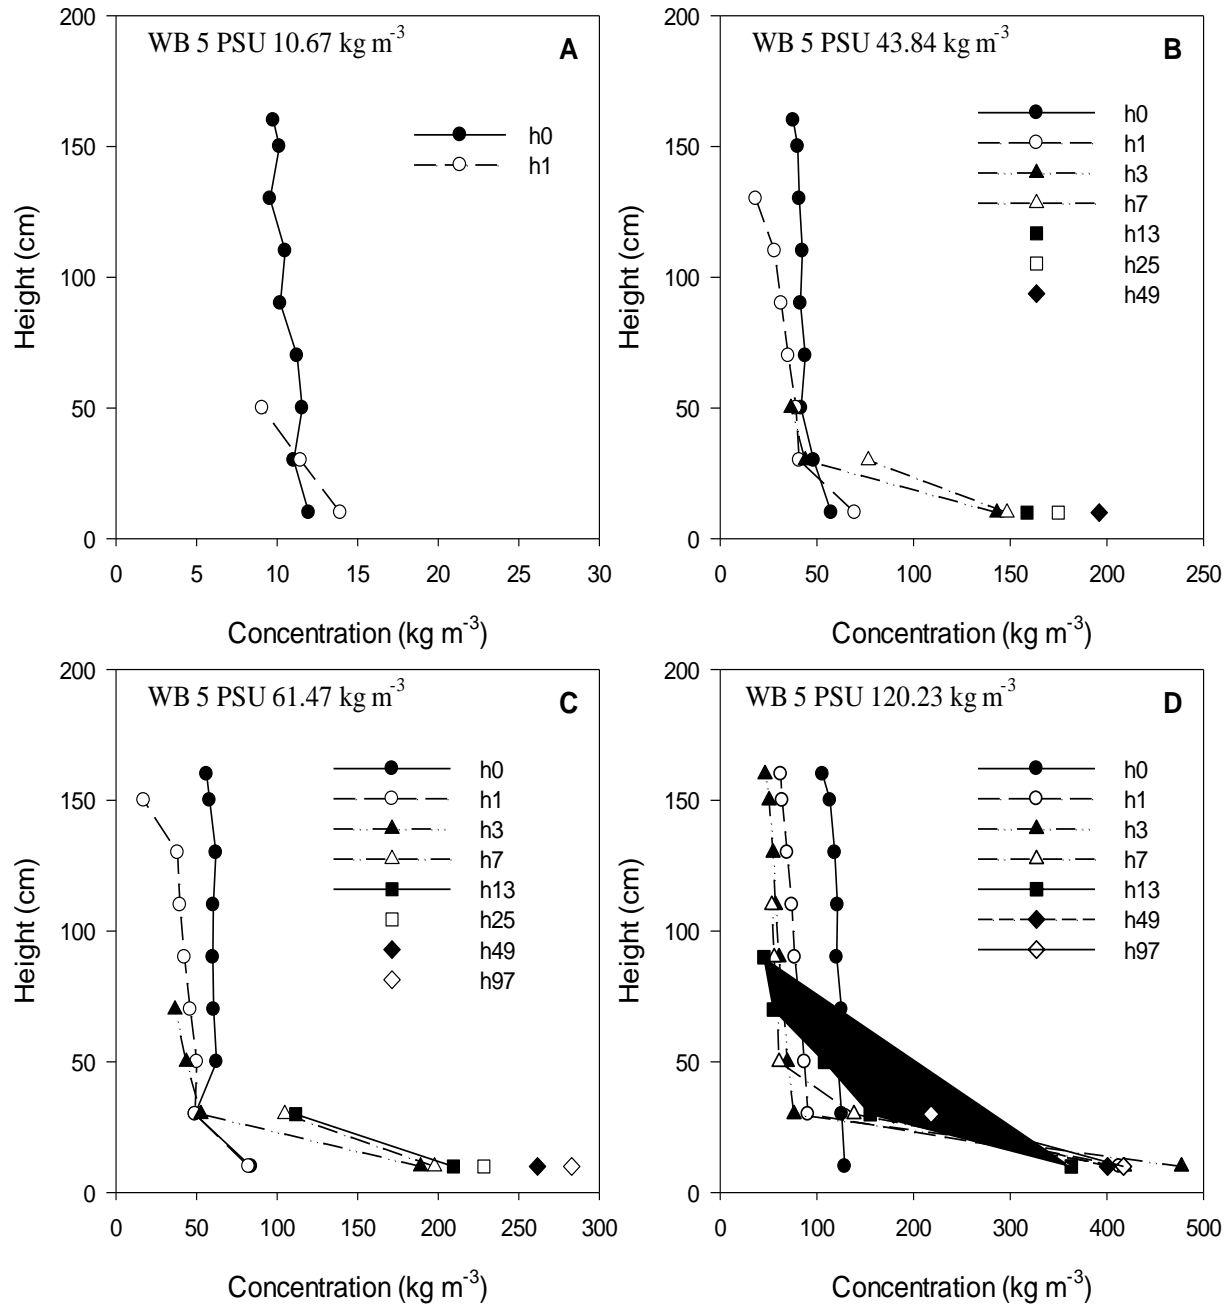 WB 5 PSU 10.67 kg m-3
A
h0
h1
200
150
100
50
0
Height (cm)
0 5 10 15 20 25 30
Concentration (kg m-3)
WB 5 PSU 43.84 kg m-3
B
h0
h1
h3
h7
h13
h25
h49
200
150
100
50
0
Height (cm)
0 50 100 150 200 250
Concentration (kg m-3)
WB 5 PSU 61.47 kg m-3
C
h0
h1
h3
h7
h13
h25
h49
h97
200
150
100
50
0
Height (cm)
0 50 100 150 200 250 300
Concentration (kg m-3)
WB 5 PSU 120.23 kg m-3
D
h0
h1
h3
h7
h13
h49
h97
200
150
100
50
0
Height (cm)
0 100 200 300 400 500
Concentration (kg m-3)